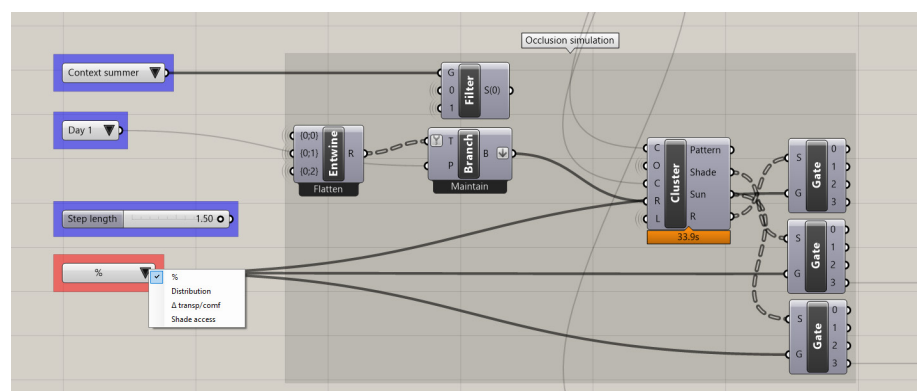 Occlusion simulation
Context summer
G
0
1
Filter
S(0)
Day 1
{0;0}
{0;1}
{0;2}
Entwine
R
Flatten
T
P
Branch
B
Maintain
C
O
C
R
L
Cluster
Pattern
Shade
Sun
R
33.9s
S
G
Gate
0
1
2
3
S
G
Gate
0
1
2
3
S
G
Gate
0
1
2
3
Step length
1.50
%
%
Distribution
Δ transp/comf
Shade access